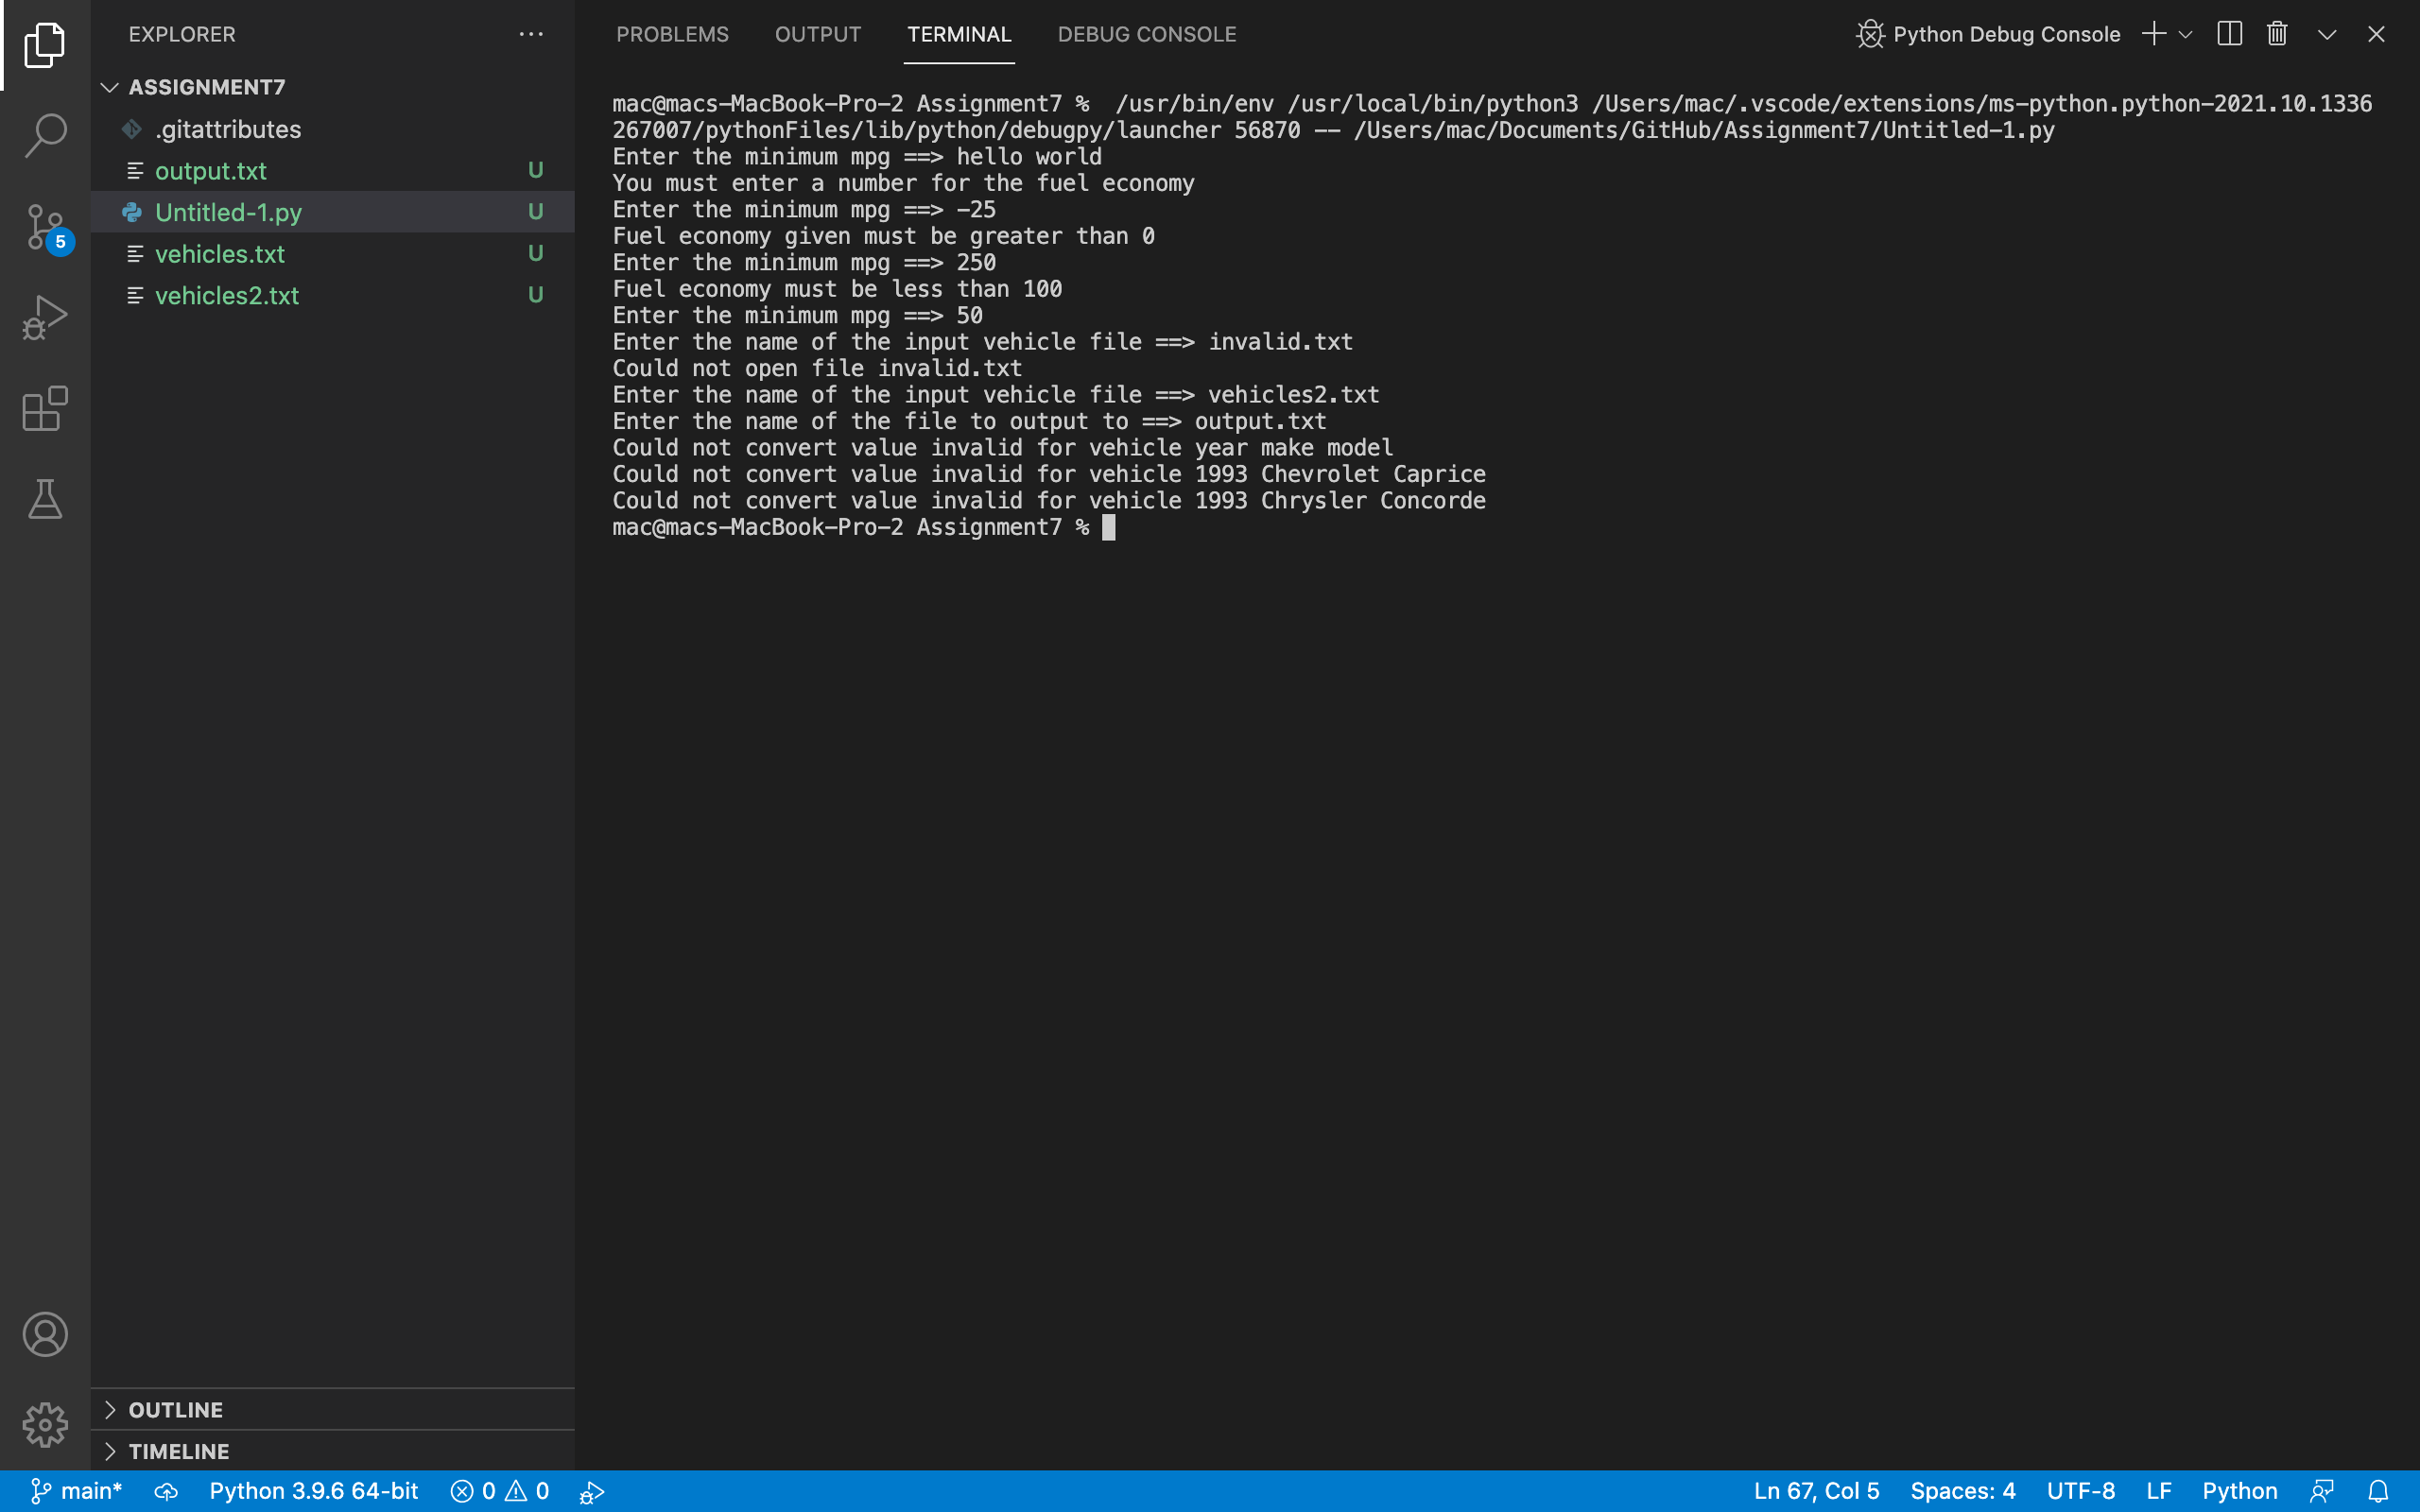 EXPLORER
ASSIGNMENT7
.gitattributes
output.txt U
Untitled-1.py U
vehicles.txt U
vehicles2.txt U
5
OUTLINE
TIMELINE
PROBLEMS OUTPUT TERMINAL DEBUG CONSOLE
Python Debug Console
mac@macs-MacBook-Pro-2 Assignment7 %  /usr/bin/env /usr/local/bin/python3 /Users/mac/.vscode/extensions/ms-python.python-2021.10.1336
267007/pythonFiles/lib/python/debugpy/launcher 56870 -- /Users/mac/Documents/GitHub/Assignment7/Untitled-1.py
Enter the minimum mpg ==> hello world
You must enter a number for the fuel economy
Enter the minimum mpg ==> -25
Fuel economy given must be greater than 0
Enter the minimum mpg ==> 250
Fuel economy must be less than 100
Enter the minimum mpg ==> 50
Enter the name of the input vehicle file ==> invalid.txt
Could not open file invalid.txt
Enter the name of the input vehicle file ==> vehicles2.txt
Enter the name of the file to output to ==> output.txt
Could not convert value invalid for vehicle year make model
Could not convert value invalid for vehicle 1993 Chevrolet Caprice
Could not convert value invalid for vehicle 1993 Chrysler Concorde
mac@macs-MacBook-Pro-2 Assignment7 %
main* Python 3.9.6 64-bit 0 0 Ln 67, Col 5 Spaces: 4 UTF-8 LF Python